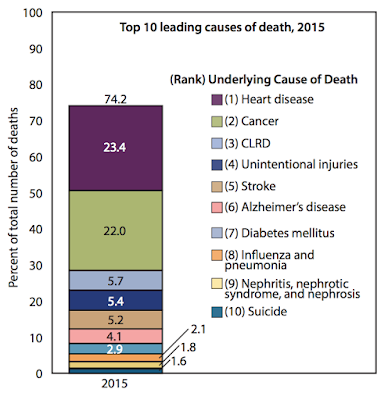 Top 10 leading causes of death, 2015
Percent of total number of deaths
100
90
80
70
60
50
40
30
20
10
0
74.2
23.4
22.0
5.7
5.4
5.2
4.1
2.9
2.1
1.8
1.6
2015
(Rank) Underlying Cause of Death
(1) Heart disease
(2) Cancer
(3) CLRD
(4) Unintentional injuries
(5) Stroke
(6) Alzheimer's disease
(7) Diabetes mellitus
(8) Influenza and
pneumonia
(9) Nephritis, nephrotic
syndrome, and nephrosis
(10) Suicide